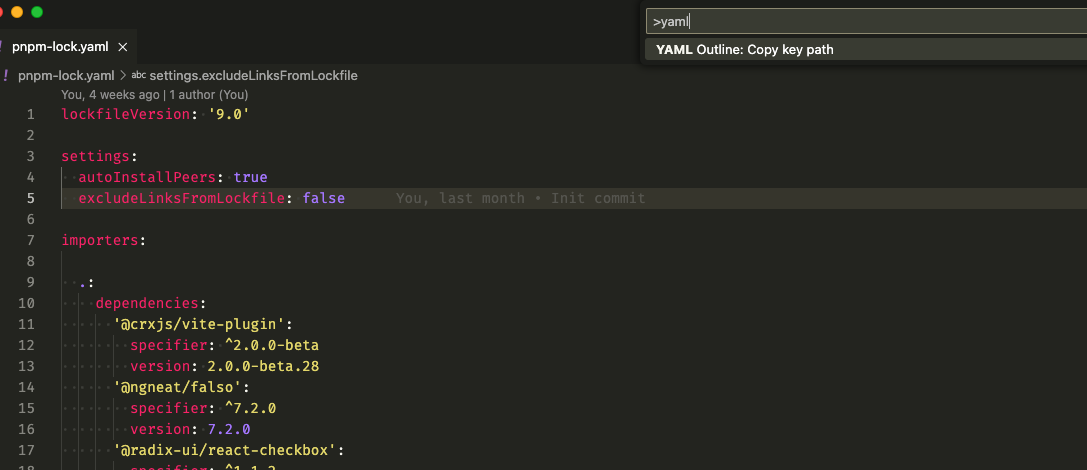 >yaml
YAML Outline: Copy key path
pnpm-lock.yaml
pnpm-lock.yaml > abc settings.excludeLinksFromLockfile
You, 4 weeks ago | 1 author (You)
1 lockfileVersion: '9.0'
2
3 settings:
4 autoInstallPeers: true
5 excludeLinksFromLockfile: false You, last month • Init commit
6
7 importers:
8
9 .:
10 dependencies:
11 '@crxjs/vite-plugin':
12 specifier: ^2.0.0-beta
13 version: 2.0.0-beta.28
14 '@ngneat/falso':
15 specifier: ^7.2.0
16 version: 7.2.0
17 '@radix-ui/react-checkbox':
18 specifier: ^1.1.2